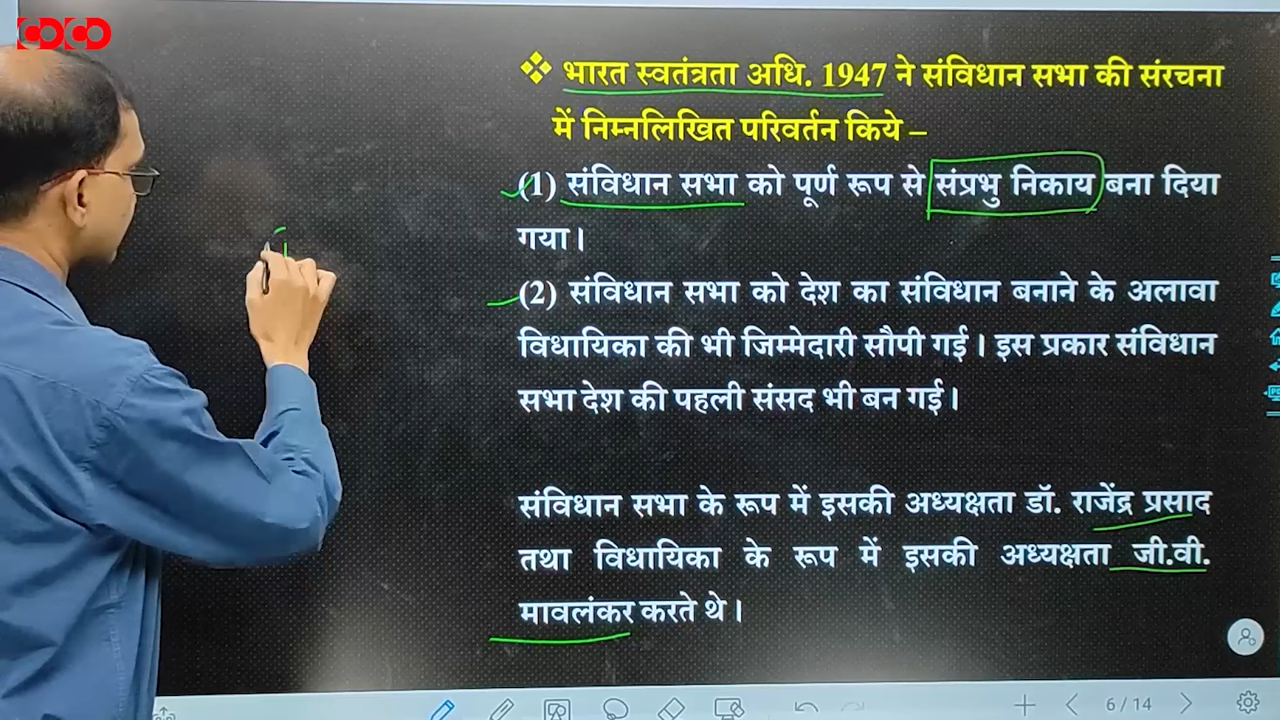 COCO
❖ भारत स्वतंत्रता अधि. 1947 ने संविधान सभा की संरचना
में निम्नलिखित परिवर्तन किये –
(1) संविधान सभा को पूर्ण रूप से संप्रभु निकाय बना दिया
गया।
(2) संविधान सभा को देश का संविधान बनाने के अलावा
विधायिका की भी जिम्मेदारी सौपी गई। इस प्रकार संविधान
सभा देश की पहली संसद भी बन गई।
संविधान सभा के रूप में इसकी अध्यक्षता डॉ. राजेंद्र प्रसाद
तथा विधायिका के रूप में इसकी अध्यक्षता जी.वी.
मावलंकर करते थे।
6 / 14